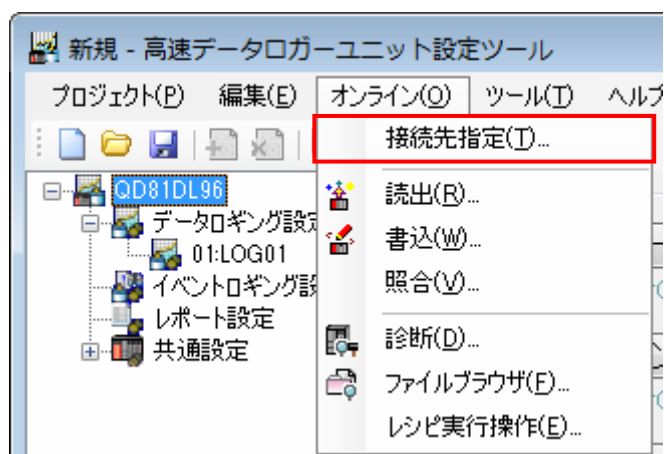 新規 - 高速データロガーユニット設定ツール
プロジェクト(P) 編集(E) オンライン(O) ツール(T) ヘルプ
接続先指定(T)...
QD81DL96
読出(R)...
データロギング設定
書込(W)...
01:LOG01
イベントロギング設
照合(V)...
レポート設定
診断(D)...
共通設定
ファイルブラウザ(F)...
レシピ実行操作(E)...